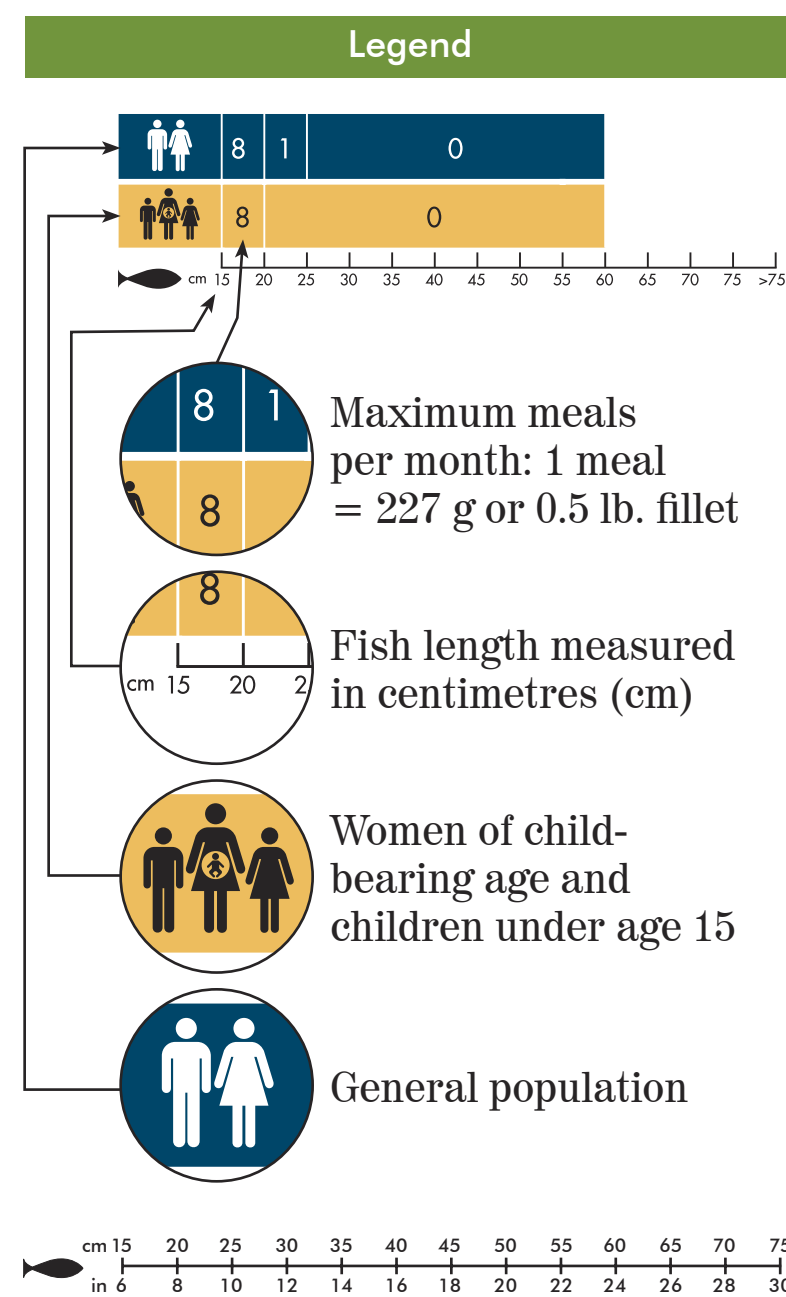 Legend
8 1 0
8 0
cm 15 20 25 30 35 40 45 50 55 60 65 70 75 >75
8 1
8
Maximum meals
per month: 1 meal
= 227 g or 0.5 lb. fillet
8
cm 15 20 2
Fish length measured
in centimetres (cm)
Women of child-
bearing age and
children under age 15
General population
cm 15 20 25 30 35 40 45 50 55 60 65 70 75
in 6 8 10 12 14 16 18 20 22 24 26 28 30